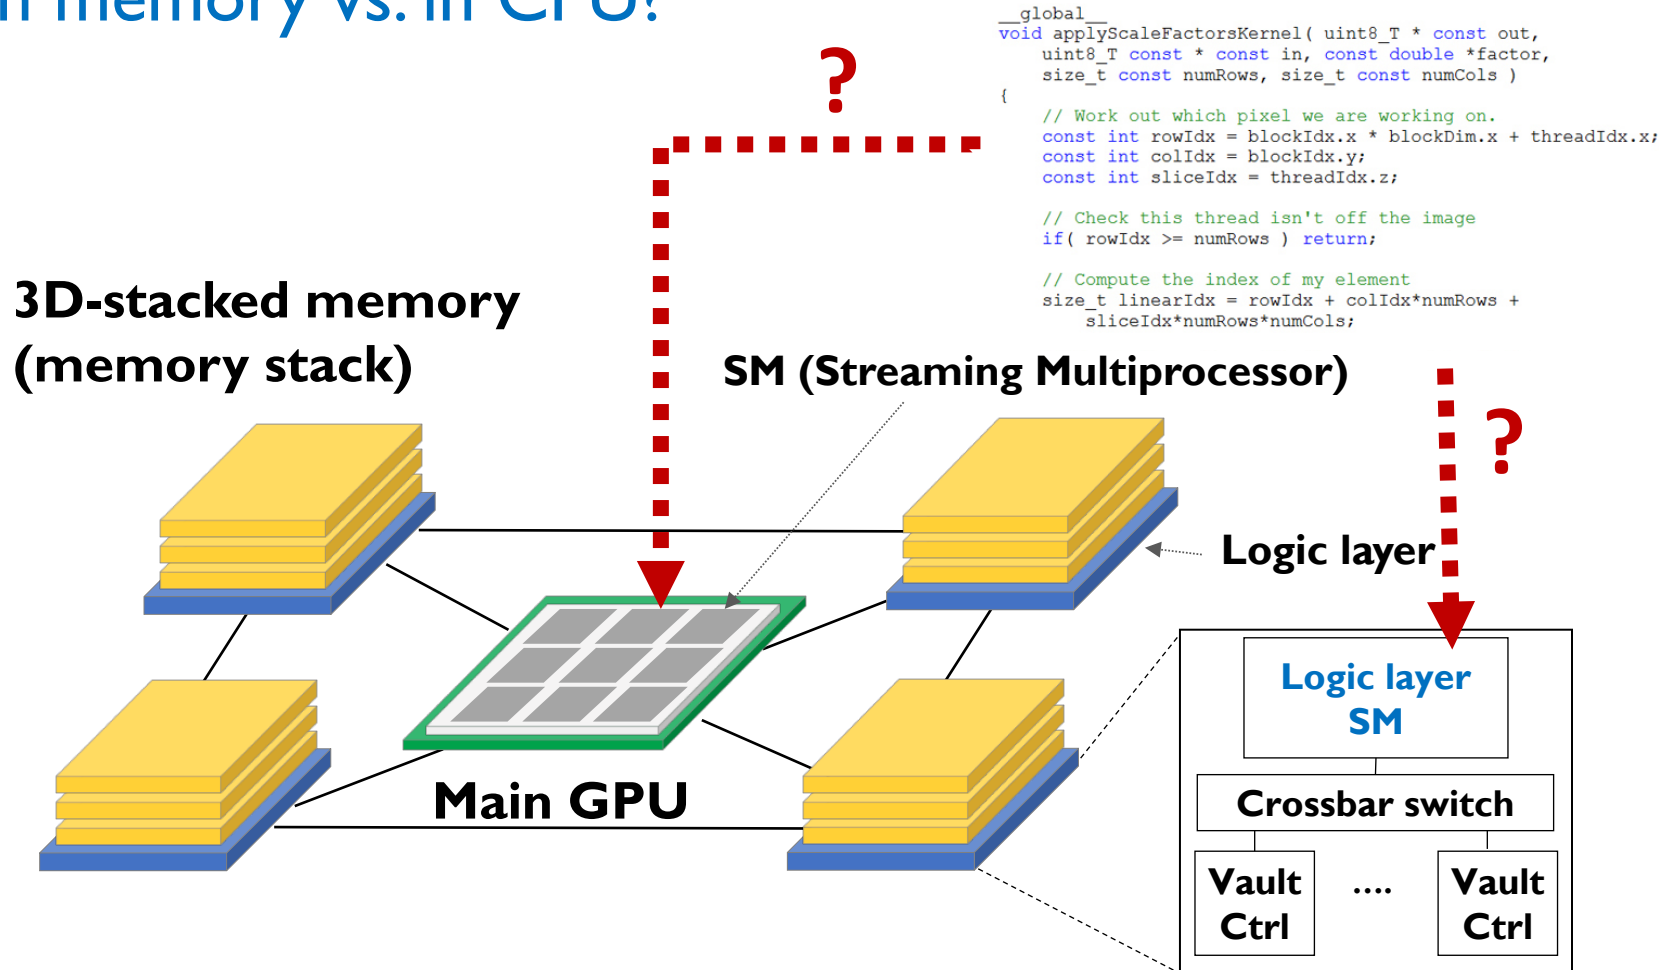 in memory vs. in CPU?
__global__
void applyScaleFactorsKernel( uint8_T * const out,
uint8_T const * const in, const double *factor,
size_t const numRows, size_t const numCols )
{
// Work out which pixel we are working on.
const int rowIdx = blockIdx.x * blockDim.x + threadIdx.x;
const int colIdx = blockIdx.y;
const int sliceIdx = threadIdx.z;
// Check this thread isn't off the image
if( rowIdx >= numRows ) return;
// Compute the index of my element
size_t linearIdx = rowIdx + colIdx*numRows +
sliceIdx*numRows*numCols;
?
3D-stacked memory
(memory stack)
SM (Streaming Multiprocessor)
?
Logic layer
Main GPU
Logic layer
SM
Crossbar switch
Vault
Ctrl
....
Vault
Ctrl